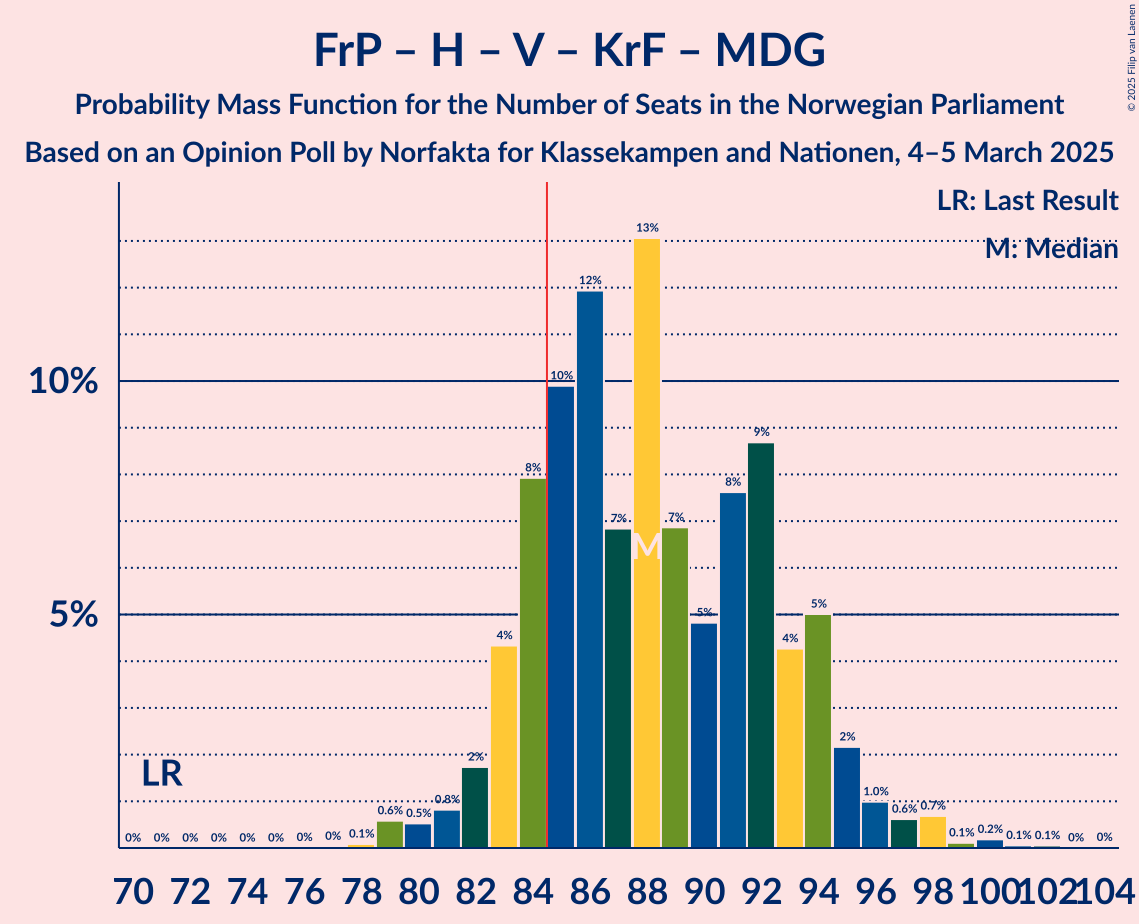 FrP – H – V – KrF – MDG
Probability Mass Function for the Number of Seats in the Norwegian Parliament
Based on an Opinion Poll by Norfakta for Klassekampen and Nationen, 4–5 March 2025
© 2025 Filip van Laenen
LR: Last Result
M: Median
10%
5%
LR
M
0% 0% 0% 0% 0% 0% 0% 0% 0.1% 0.6% 0.5% 0.8% 2% 4% 8% 10% 12% 7% 13% 7% 5% 8% 9% 4% 5% 2% 1.0% 0.6% 0.7% 0.1% 0.2% 0.1% 0.1% 0% 0%
70 72 74 76 78 80 82 84 86 88 90 92 94 96 98 100 102 104